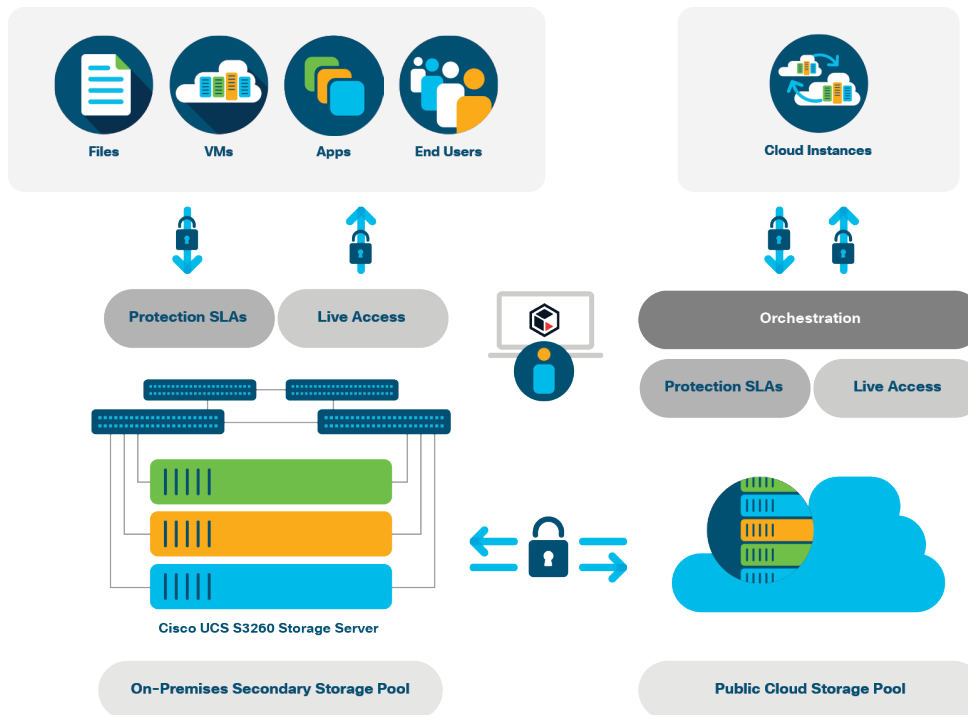 Files
VMs
Apps
End Users
Cloud Instances
Protection SLAs
Live Access
Orchestration
Protection SLAs
Live Access
Cisco UCS S3260 Storage Server
On-Premises Secondary Storage Pool
Public Cloud Storage Pool